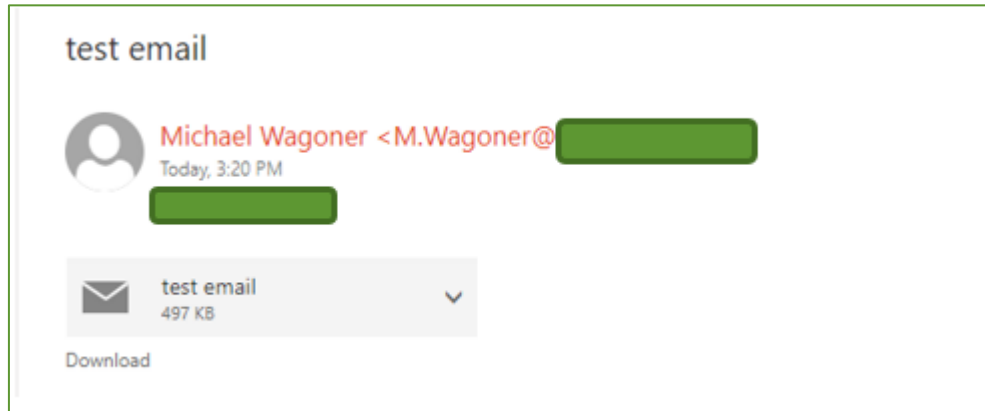 test email
Michael Wagoner <M.Wagoner@
Today, 3:20 PM
test email
497 KB
Download